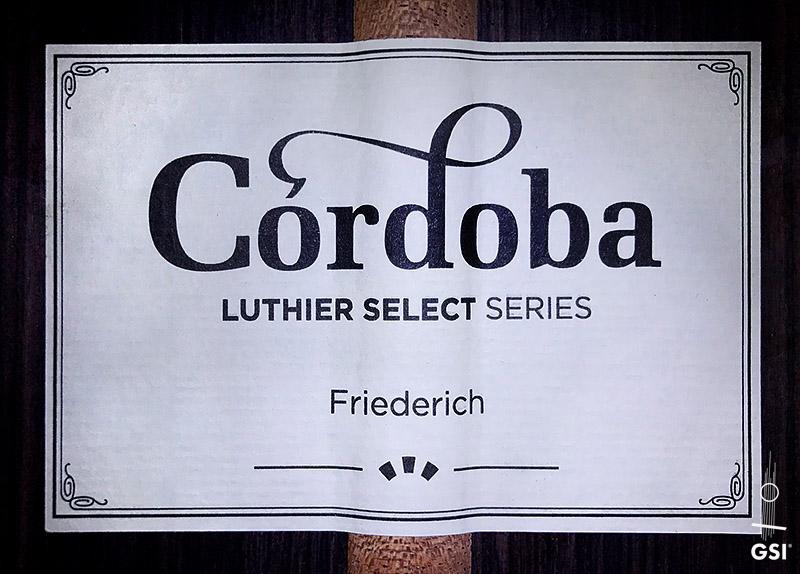 Córdoba
LUTHIER SELECT SERIES
Friederich
GSI®